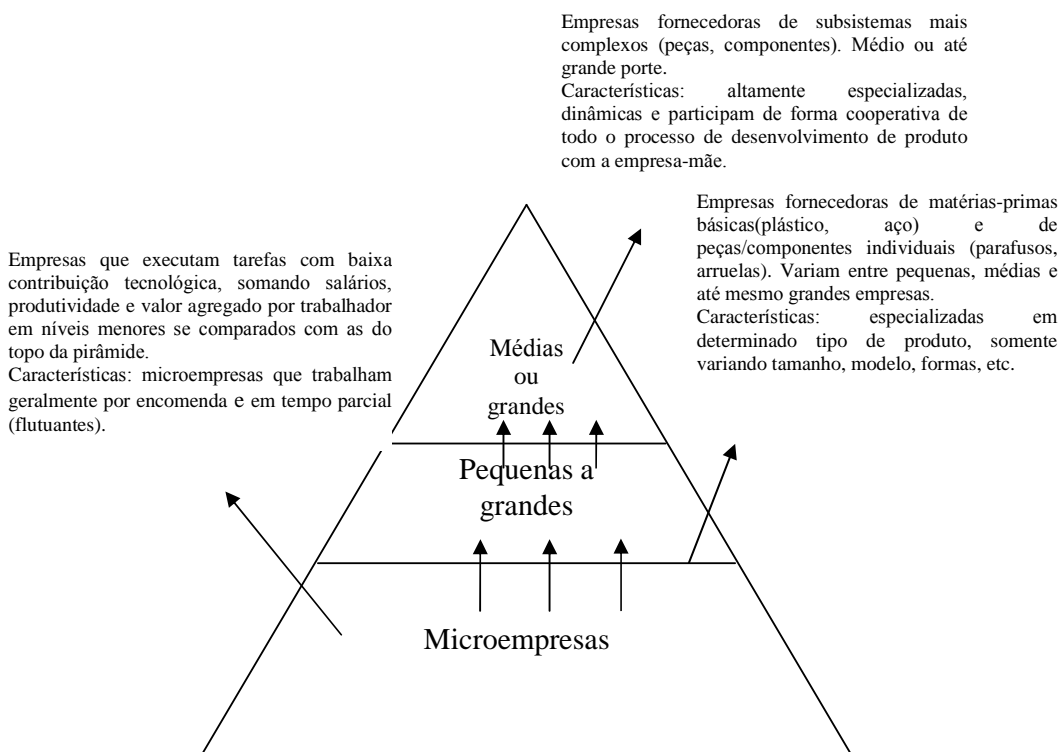 Empresas fornecedoras de subsistemas mais
complexos (peças, componentes). Médio ou até
grande porte.
Características: altamente especializadas,
dinâmicas e participam de forma cooperativa de
todo o processo de desenvolvimento de produto
com a empresa-mãe.
Empresas fornecedoras de matérias-primas
básicas(plástico, aço) e de
peças/componentes individuais (parafusos,
arruelas). Variam entre pequenas, médias e
até mesmo grandes empresas.
Características: especializadas em
determinado tipo de produto, somente
variando tamanho, modelo, formas, etc.
Empresas que executam tarefas com baixa
contribuição tecnológica, somando salários,
produtividade e valor agregado por trabalhador
em níveis menores se comparados com as do
topo da pirâmide.
Características: microempresas que trabalham
geralmente por encomenda e em tempo parcial
(flutuantes).
Médias
ou
grandes
Pequenas a
grandes
Microempresas